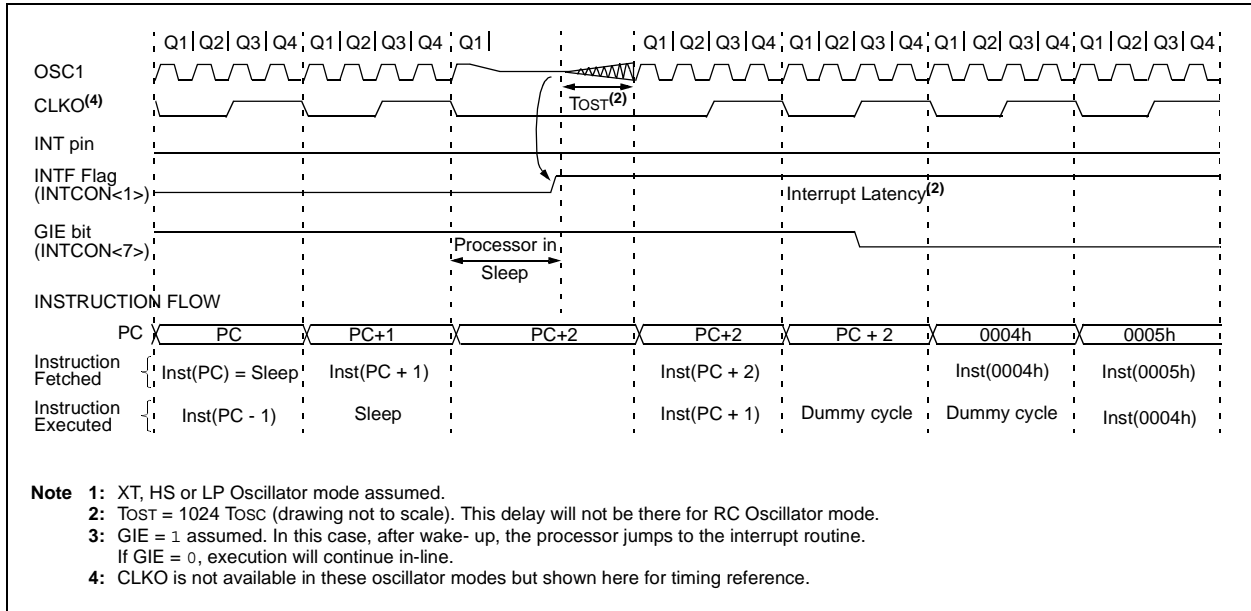 Q1 Q2 Q3 Q4 Q1 Q2 Q3 Q4 Q1 Q1 Q2 Q3 Q4 Q1 Q2 Q3 Q4 Q1 Q2 Q3 Q4 Q1 Q2 Q3 Q4
OSC1
TOST(2)
CLKO(4)
INT pin
INTF Flag
(INTCON<1>)
Interrupt Latency(2)
GIE bit
(INTCON<7>)
Processor in
Sleep
INSTRUCTION FLOW
PC PC PC+1 PC+2 PC+2 PC + 2 0004h 0005h
Instruction
Fetched
Inst(PC) = Sleep Inst(PC + 1) Inst(PC + 2) Inst(0004h) Inst(0005h)
Instruction
Executed
Inst(PC - 1) Sleep Inst(PC + 1) Dummy cycle Dummy cycle Inst(0004h)
Note 1: XT, HS or LP Oscillator mode assumed.
2: TOST = 1024 TOSC (drawing not to scale). This delay will not be there for RC Oscillator mode.
3: GIE = 1 assumed. In this case, after wake- up, the processor jumps to the interrupt routine.
If GIE = 0, execution will continue in-line.
4: CLKO is not available in these oscillator modes but shown here for timing reference.